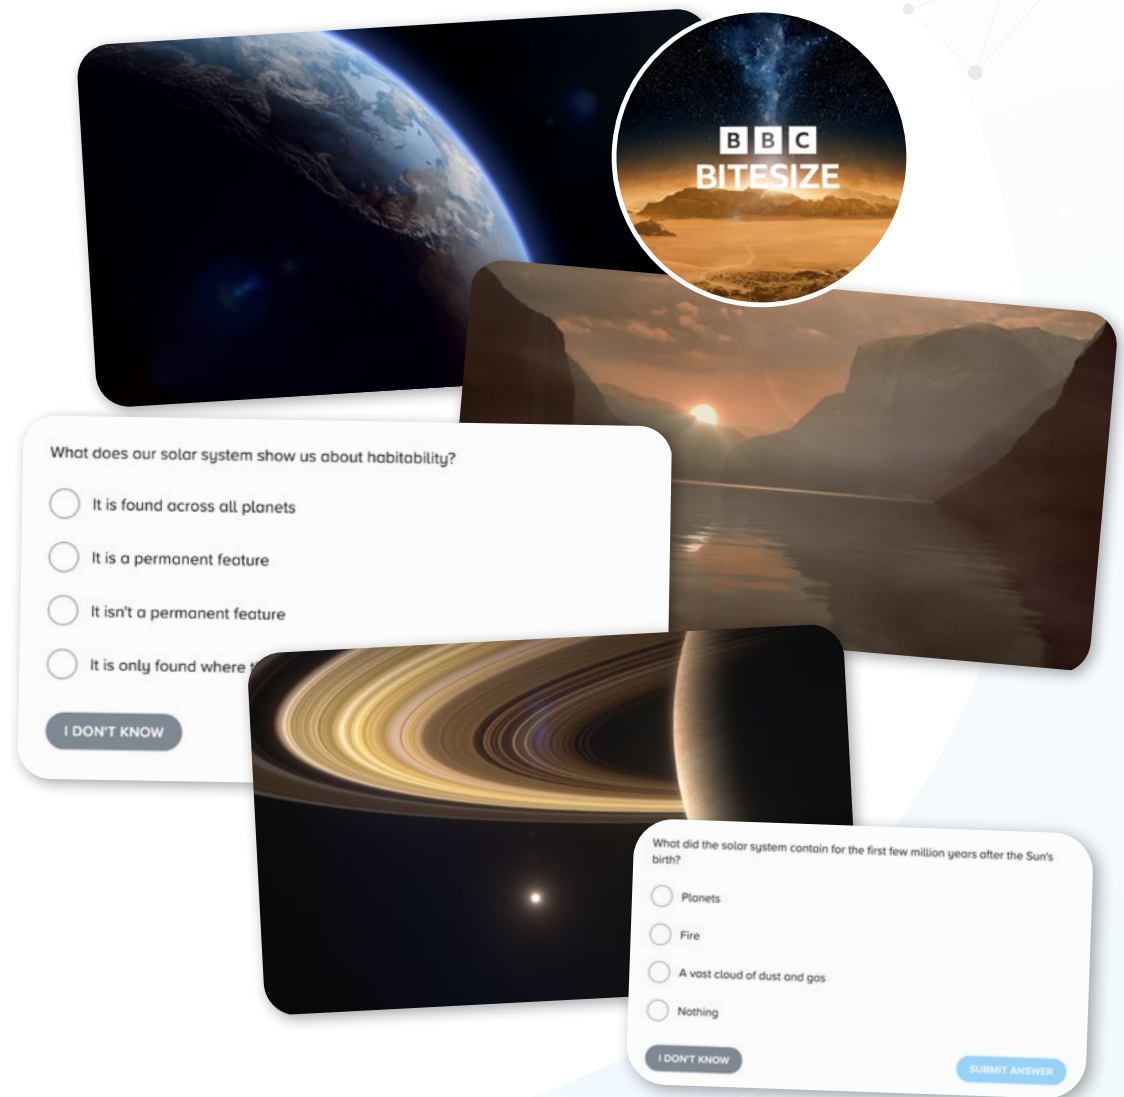 BBC
BITESIZE
What does our solar system show us about habitability?
It is found across all planets
It is a permanent feature
It isn't a permanent feature
It is only found where
I DON'T KNOW
What did the solar system contain for the first few million years after the Sun's
birth?
Planets
Fire
A vast cloud of dust and gas
Nothing
I DON'T KNOW
SUBMIT ANSWER